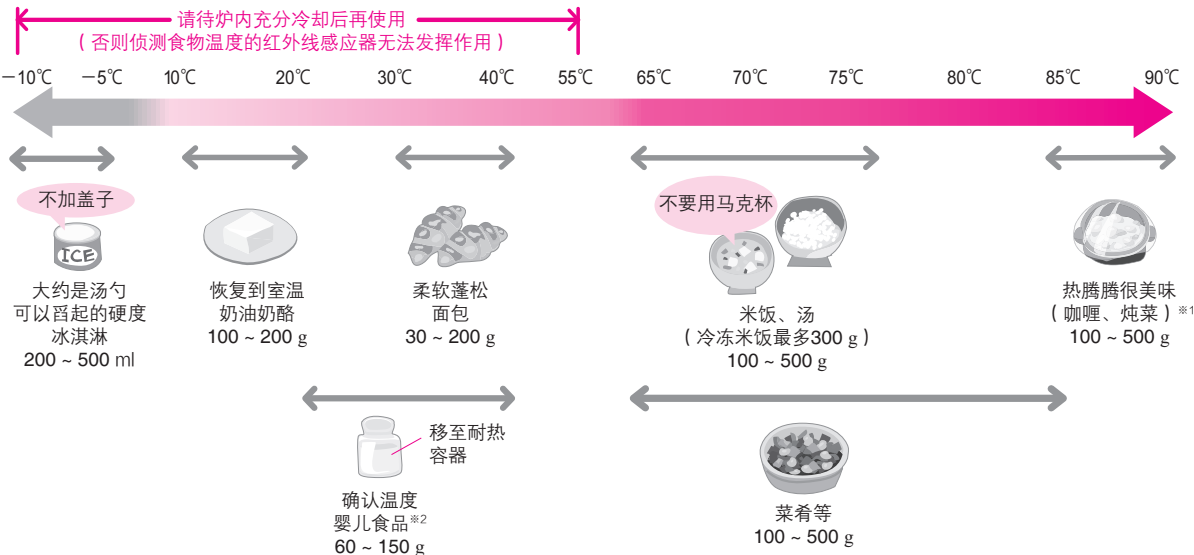 请待炉内充分冷却后再使用
（否则侦测食物温度的红外线感应器无法发挥作用）
－10℃ －5℃ 10℃ 20℃ 30℃ 40℃ 55℃ 65℃ 70℃ 75℃ 80℃ 85℃ 90℃
不加盖子
ICE
大约是汤勺
可以舀起的硬度
冰淇淋
200 ~ 500 ml
恢复到室温
奶油奶酪
100 ~ 200 g
柔软蓬松
面包
30 ~ 200 g
不要用马克杯
米饭、汤
（冷冻米饭最多300 g）
100 ~ 500 g
热腾腾很美味
（咖喱、炖菜）※1
100 ~ 500 g
移至耐热
容器
确认温度
婴儿食品※2
60 ~ 150 g
菜肴等
100 ~ 500 g